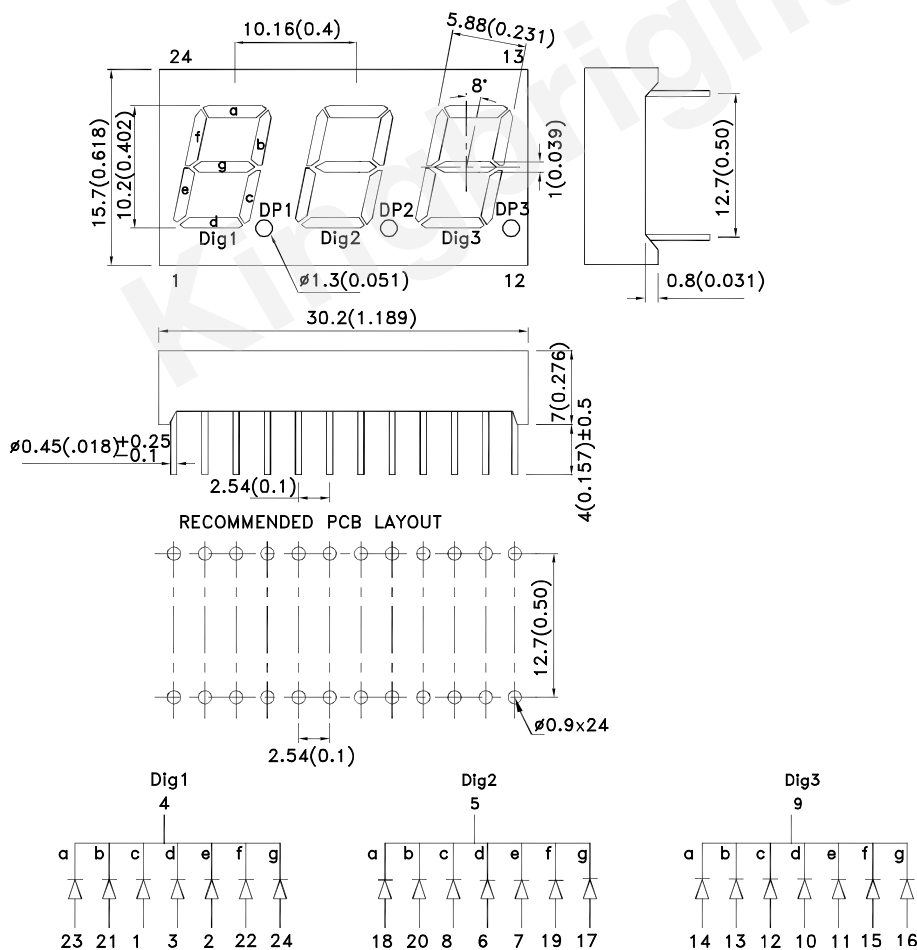 10.16(0.4)
5.88(0.231)
24
13
8°
a
f
b
g
e
c
d
DP1
DP2
DP3
Dig1
Dig2
Dig3
15.7(0.618)
10.2(0.402)
1(0.039)
12.7(0.50)
1
ø1.3(0.051)
12
0.8(0.031)
30.2(1.189)
7(0.276)
ø0.45(.018)+0.25
-0.1
4(0.157)±0.5
2.54(0.1)
RECOMMENDED PCB LAYOUT
12.7(0.50)
ø0.9x24
2.54(0.1)
Dig1
4
a b c d e f g
23 21 1 3 2 22 24
Dig2
5
a b c d e f g
18 20 8 6 7 19 17
Dig3
9
a b c d e f g
14 13 12 10 11 15 16
Kingbright